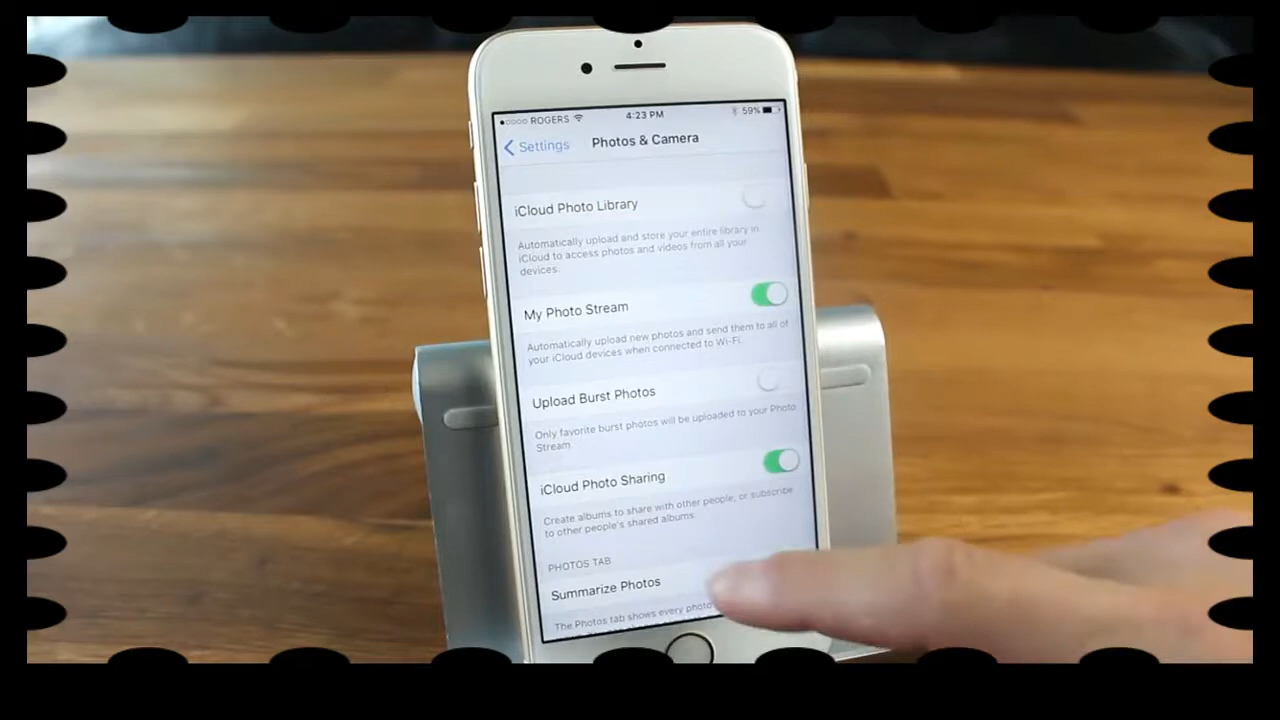 ROGERS 4:23 PM 59%
Settings Photos & Camera
iCloud Photo Library
Automatically upload and store your entire library in
iCloud to access photos and videos from all your
devices.
My Photo Stream
Automatically upload new photos and send them to all of
your iCloud devices when connected to Wi-Fi.
Upload Burst Photos
Only favorite burst photos will be uploaded to your Photo
Stream.
iCloud Photo Sharing
Create albums to share with other people, or subscribe
to other people's shared albums.
PHOTOS TAB
Summarize Photos
The Photos tab shows every photo